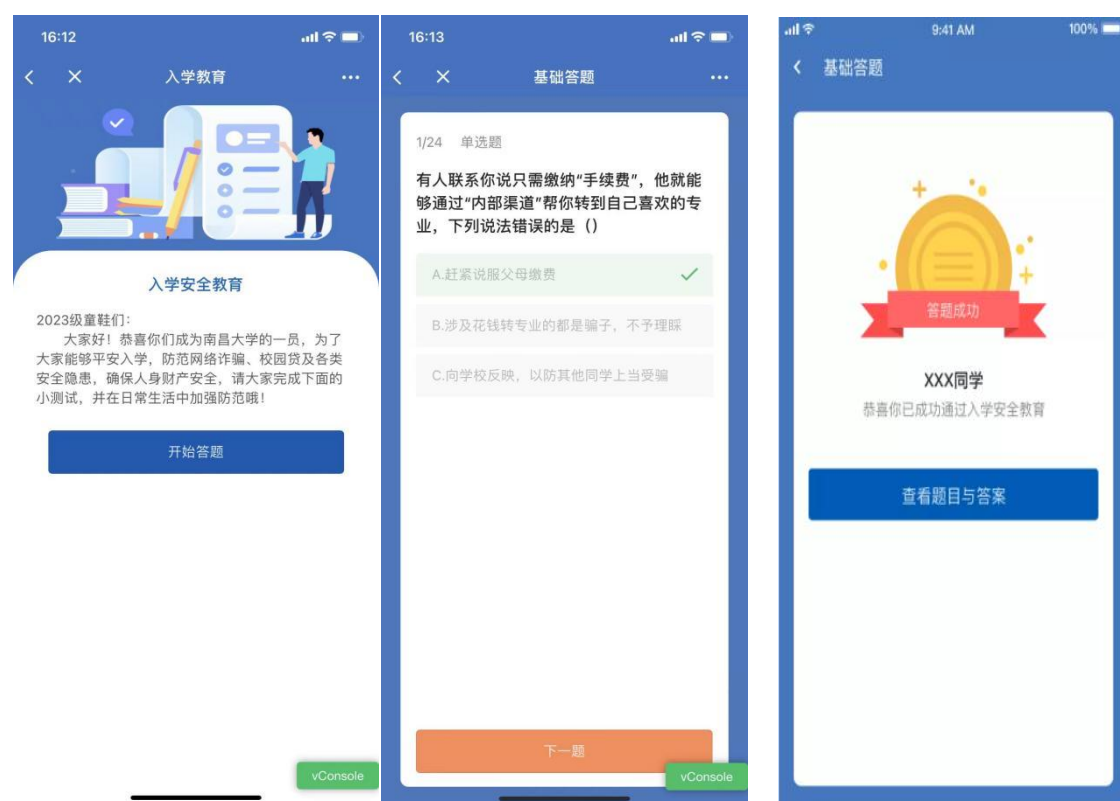 16:12
入学教育
入学安全教育
2023级童鞋们：
大家好！恭喜你们成为南昌大学的一员，为了
大家能够平安入学，防范网络诈骗、校园贷及各类
安全隐患，确保人身财产安全，请大家完成下面的
小测试，并在日常生活中加强防范哦！
开始答题
vConsole
16:13
基础答题
1/24 单选题
有人联系你说只需缴纳“手续费”，他就能
够通过“内部渠道”帮你转到自己喜欢的专
业，下列说法错误的是（）
A.赶紧说服父母缴费
B.涉及花钱转专业的都是骗子，不予理睬
C.向学校反映，以防其他同学上当受骗
下一题
vConsole
9:41 AM
100%
基础答题
答题成功
XXX同学
恭喜你已成功通过入学安全教育
查看题目与答案